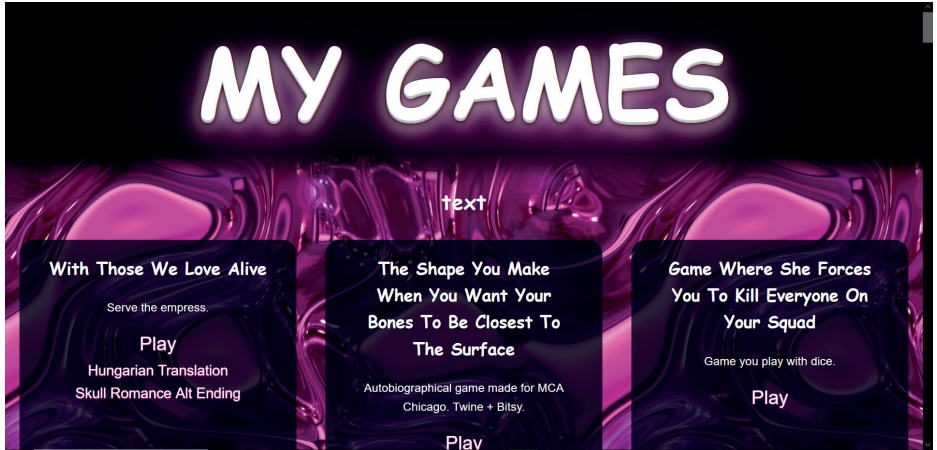 MY GAMES
text
With Those We Love Alive
Serve the empress.
Play
Hungarian Translation
Skull Romance Alt Ending
The Shape You Make
When You Want Your
Bones To Be Closest To
The Surface
Autobiographical game made for MCA
Chicago. Twine + Bitsy.
Play
Game Where She Forces
You To Kill Everyone On
Your Squad
Game you play with dice.
Play